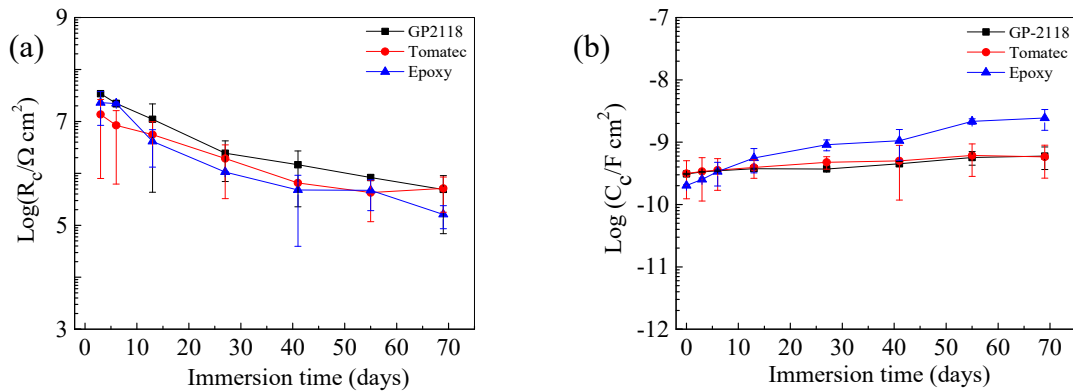 (a)
9
7
5
3
Log(R_c/Ω cm²)
GP2118
Tomatec
Epoxy
0 10 20 30 40 50 60 70
Immersion time (days)
(b)
-7
-8
-9
-10
-11
-12
Log (C_c/F cm²)
GP-2118
Tomatec
Epoxy
0 10 20 30 40 50 60 70
Immersion time (days)